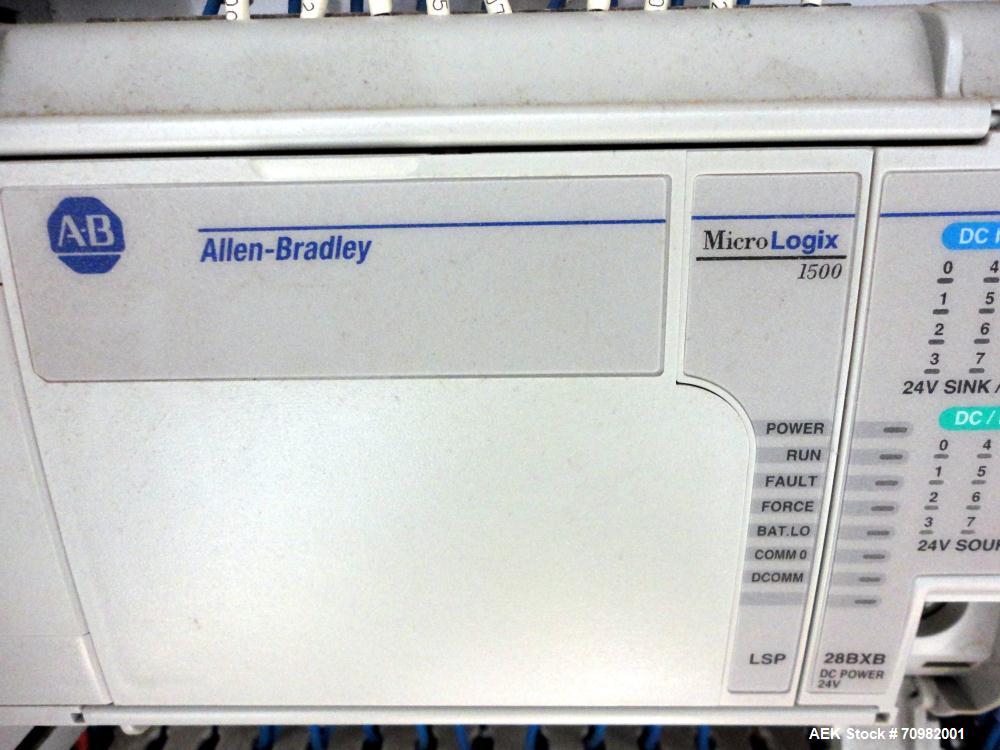 A-B
Allen-Bradley
MicroLogix
1500
POWER
RUN
FAULT
FORCE
BAT.LO
COMM 0
DCOMM
LSP
DC
0 4
1 5
2 6
3 7
24V SINK /
DC /
0 4
1 5
2 6
3 7
24V
28BXB
DC POWER
24V
AEK Stock # 70982001